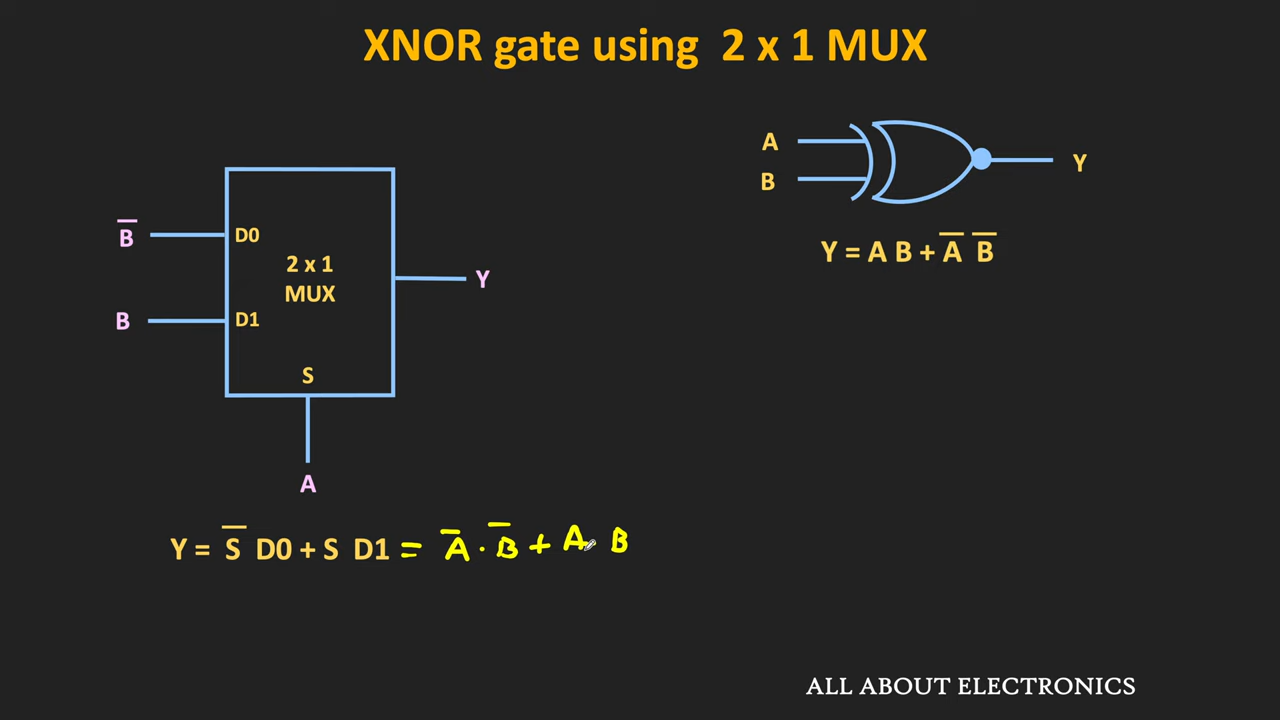 XNOR gate using 2 x 1 MUX
A
B
Y
Y = A B + A̅ B̅
B̅
D0
2 x 1
MUX
Y
B
D1
S
A
Y = S̅ D0 + S D1 = A̅ · B̅ + A · B
ALL ABOUT ELECTRONICS